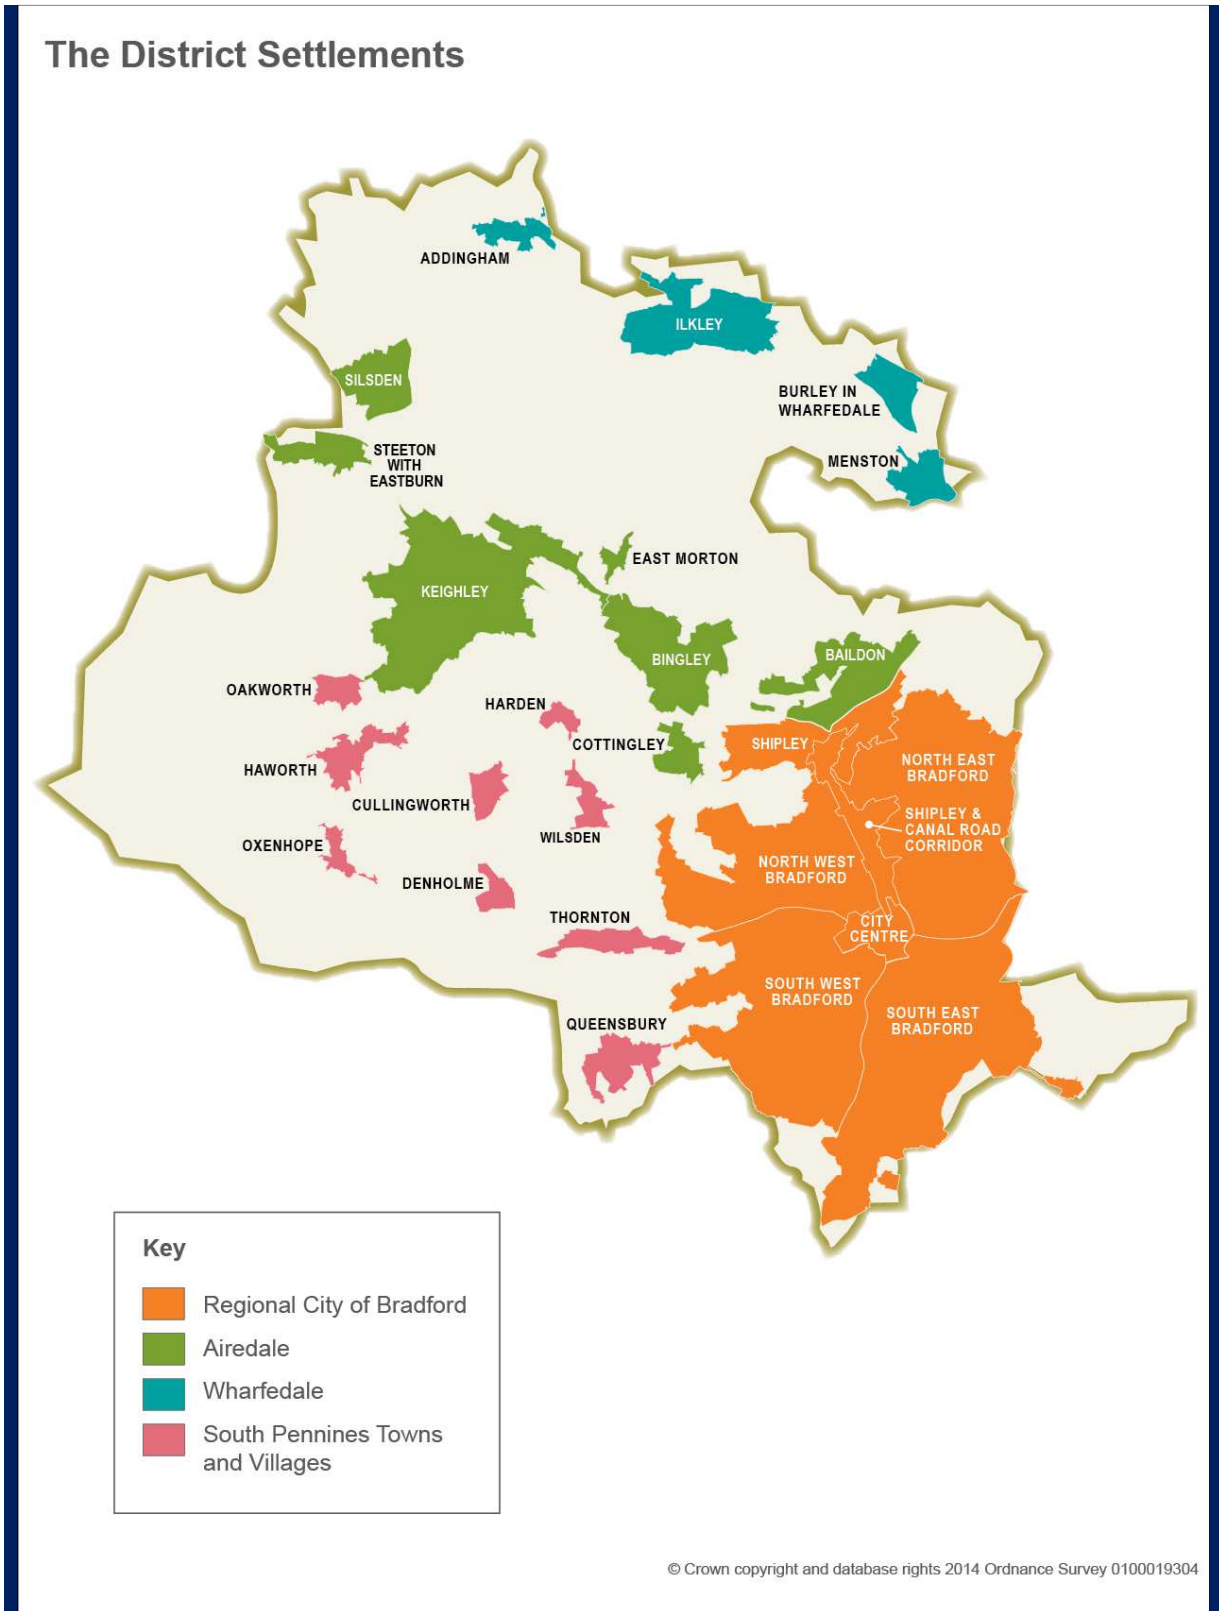 The District Settlements
ADDINGHAM
ILKLEY
SILSDEN
BURLEY IN
WHARFEDALE
STEETON
WITH
EASTBURN
MENSTON
EAST MORTON
KEIGHLEY
BINGLEY
BAILDON
OAKWORTH
HARDEN
COTTINGLEY
SHIPLEY
HAWORTH
NORTH EAST
BRADFORD
CULLINGWORTH
SHIPLEY &
CANAL ROAD
CORRIDOR
OXENHOPE
WILSDEN
NORTH WEST
BRADFORD
DENHOLME
THORNTON
CITY
CENTRE
SOUTH WEST
BRADFORD
QUEENSBURY
SOUTH EAST
BRADFORD
Key
Regional City of Bradford
Airedale
Wharfedale
South Pennines Towns
and Villages
© Crown copyright and database rights 2014 Ordnance Survey 0100019304